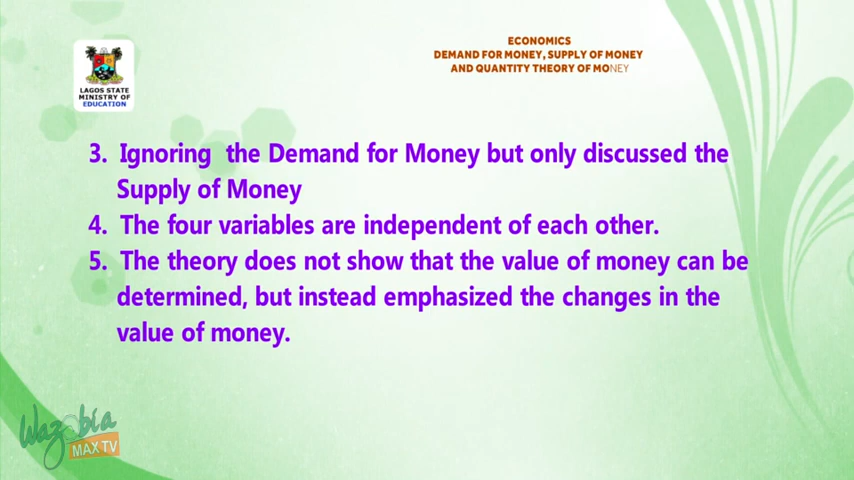 LAGOS STATE
MINISTRY OF
EDUCATION
ECONOMICS
DEMAND FOR MONEY, SUPPLY OF MONEY
AND QUANTITY THEORY OF MONEY
3. Ignoring the Demand for Money but only discussed the
Supply of Money
4. The four variables are independent of each other.
5. The theory does not show that the value of money can be
determined, but instead emphasized the changes in the
value of money.
Wazobia
MAX TV